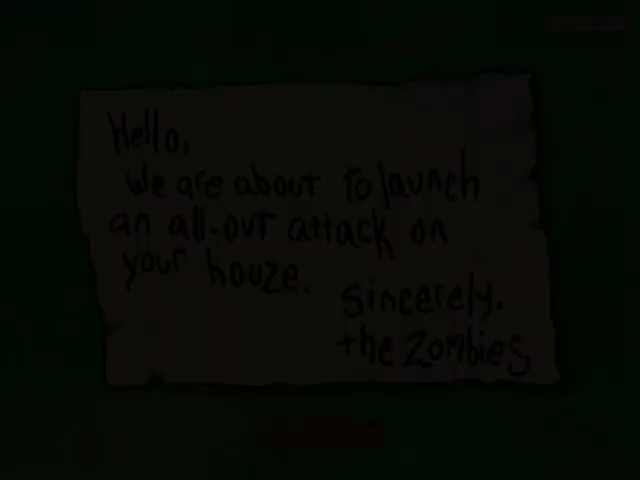 Hello,
We are about to launch
an all-out attack on
your houze.
Sincerely,
the Zombies